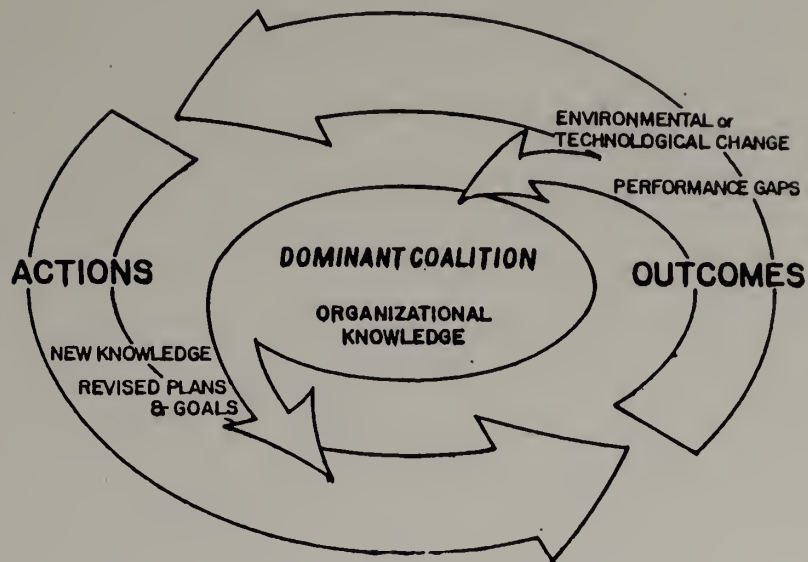 ENVIRONMENTAL or
TECHNOLOGICAL CHANGE
PERFORMANCE GAPS
ACTIONS
DOMINANT COALITION
OUTCOMES
ORGANIZATIONAL
KNOWLEDGE
NEW KNOWLEDGE
REVISED PLANS
& GOALS